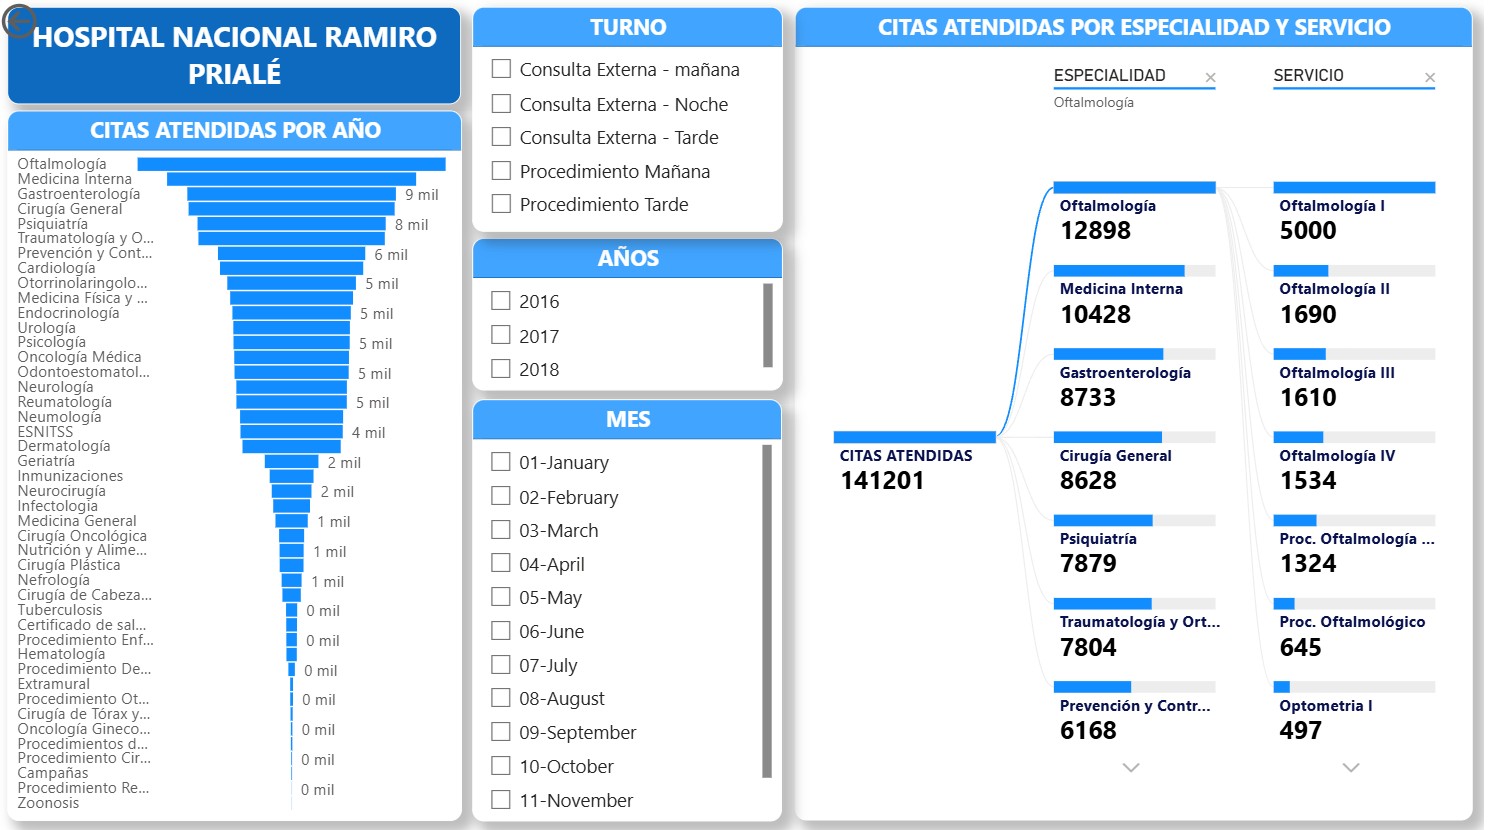 HOSPITAL NACIONAL RAMIRO
PRIALÉ
CITAS ATENDIDAS POR AÑO
Oftalmología
Medicina Interna
Gastroenterología 9 mil
Cirugía General
Psiquiatría 8 mil
Traumatología y O...
Prevención y Cont... 6 mil
Cardiología
Otorrinolaringolo... 5 mil
Medicina Física y ...
Endocrinología 5 mil
Urología
Psicología 5 mil
Oncología Médica
Odontoestomatol... 5 mil
Neurología
Reumatología 5 mil
Neumología
ESNITSS 4 mil
Dermatología
Geriatría 2 mil
Inmunizaciones
Neurocirugía 2 mil
Infectología
Medicina General 1 mil
Cirugía Oncológica
Nutrición y Alime... 1 mil
Cirugía Plástica
Nefrología 1 mil
Cirugía de Cabeza...
Tuberculosis 0 mil
Certificado de sal...
Procedimiento Enf... 0 mil
Hematología
Procedimiento De... 0 mil
Extramural
Procedimiento Ot... 0 mil
Cirugía de Tórax y...
Oncología Gineco... 0 mil
Procedimientos d...
Procedimiento Cir... 0 mil
Campañas
Procedimiento Re... 0 mil
Zoonosis
TURNO
Consulta Externa - mañana
Consulta Externa - Noche
Consulta Externa - Tarde
Procedimiento Mañana
Procedimiento Tarde
AÑOS
2016
2017
2018
MES
01-January
02-February
03-March
04-April
05-May
06-June
07-July
08-August
09-September
10-October
11-November
CITAS ATENDIDAS POR ESPECIALIDAD Y SERVICIO
ESPECIALIDAD
Oftalmología
SERVICIO
CITAS ATENDIDAS
141201
Oftalmología
12898
Medicina Interna
10428
Gastroenterología
8733
Cirugía General
8628
Psiquiatría
7879
Traumatología y Ort...
7804
Prevención y Contr...
6168
Oftalmología I
5000
Oftalmología II
1690
Oftalmología III
1610
Oftalmología IV
1534
Proc. Oftalmología ...
1324
Proc. Oftalmológico
645
Optometria I
497